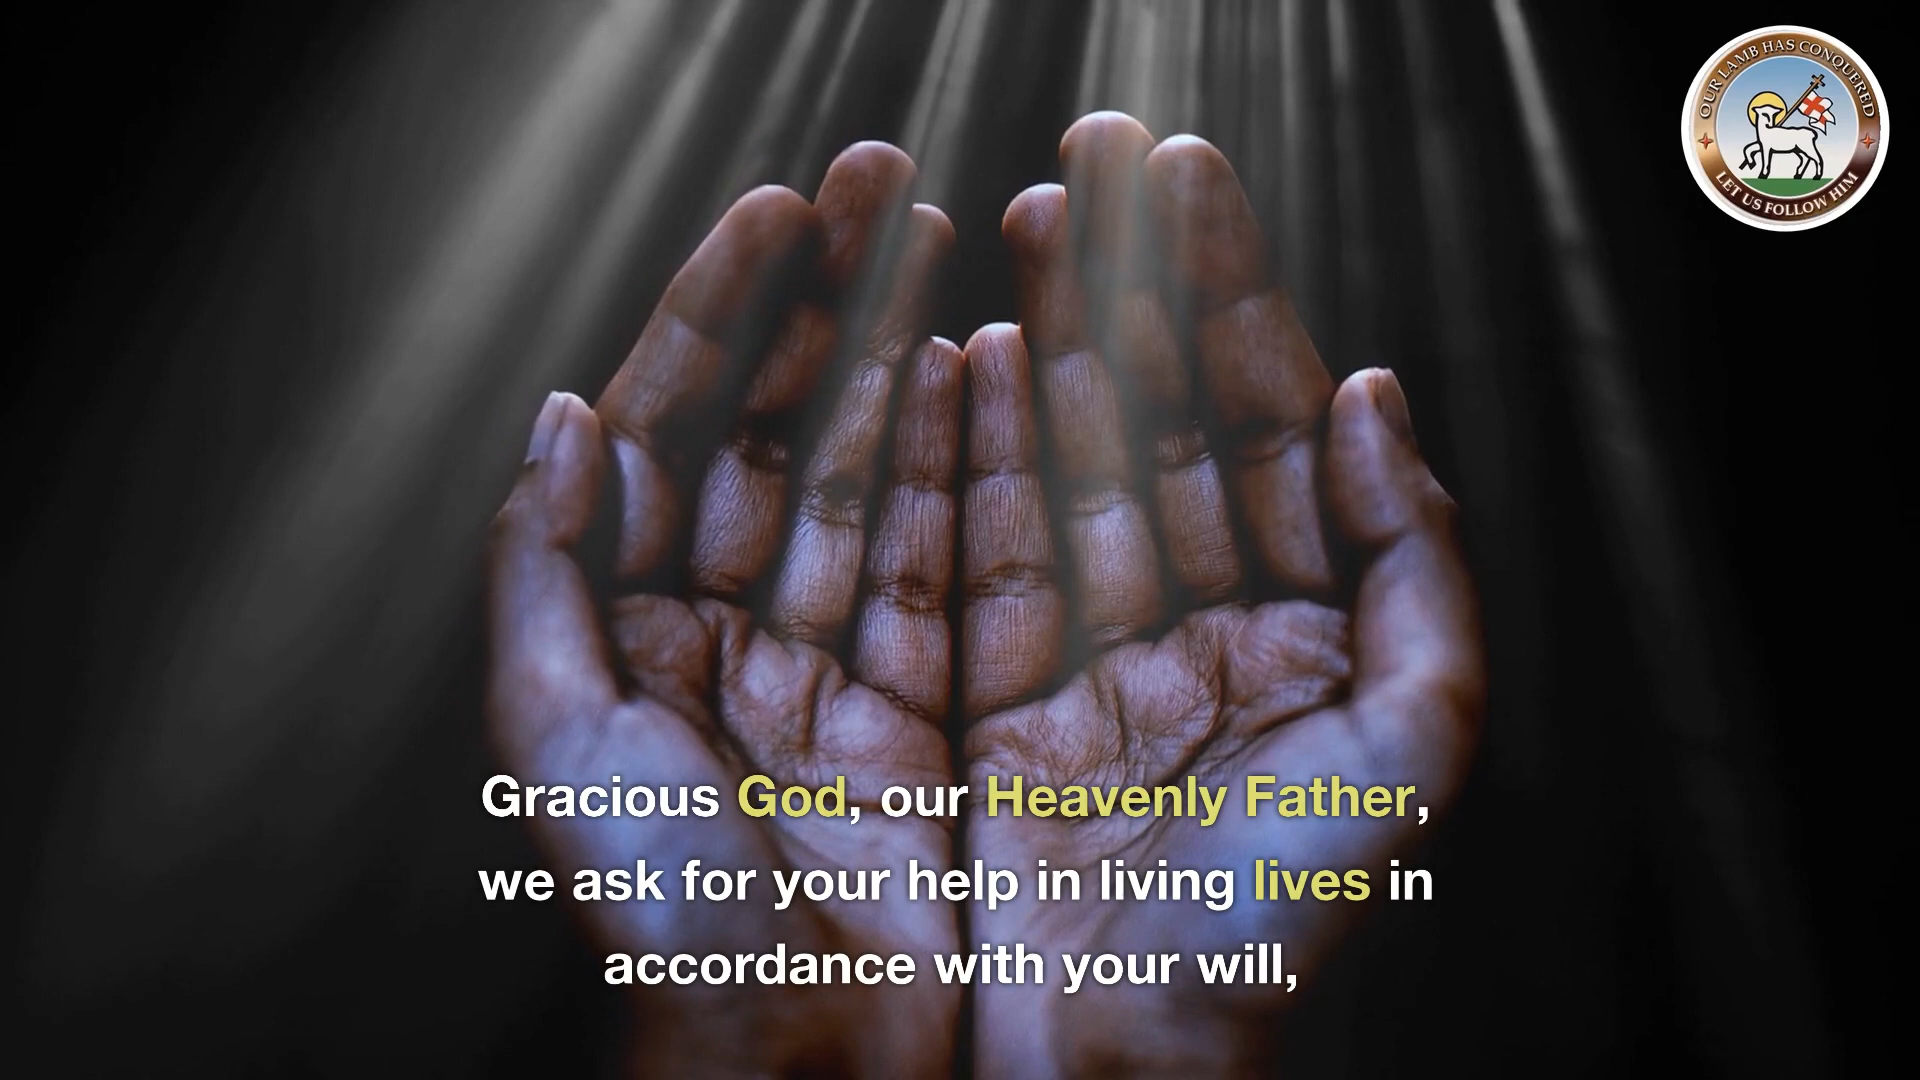 OUR LAMB HAS CONQUERED
LET US FOLLOW HIM
Gracious God, our Heavenly Father,
we ask for your help in living lives in
accordance with your will,